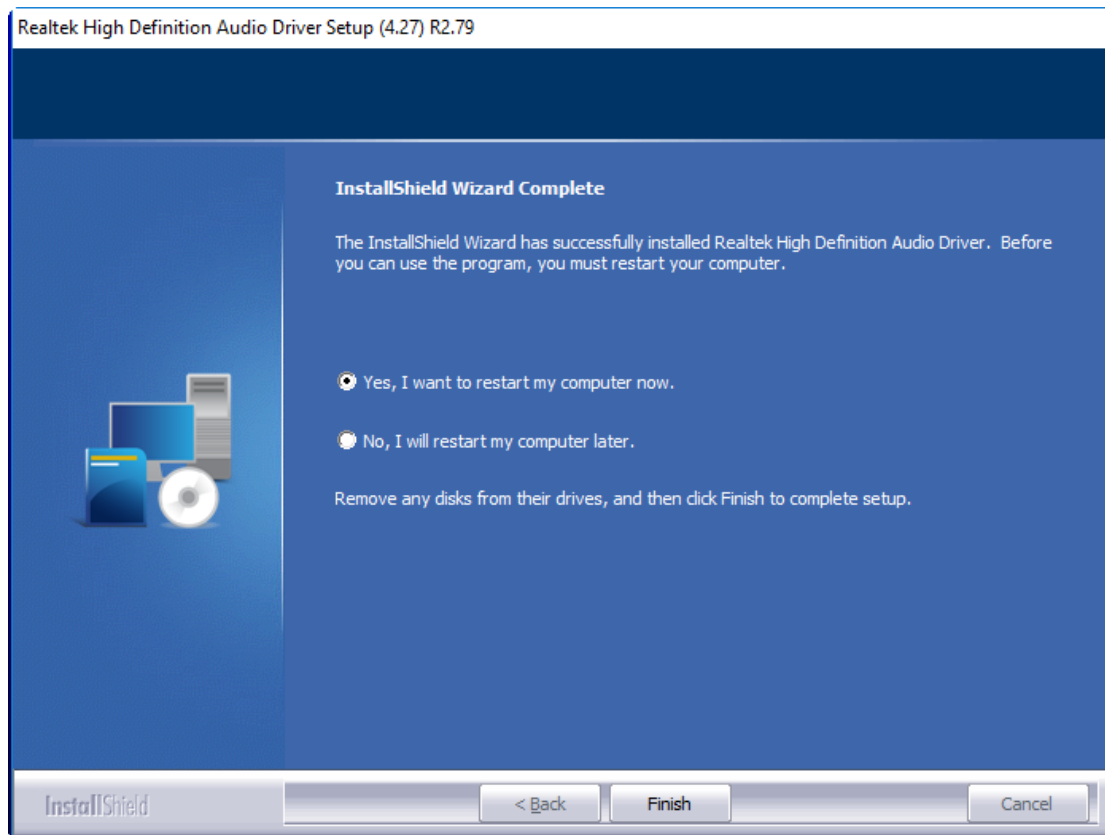 Realtek High Definition Audio Driver Setup (4.27) R2.79
InstallShield Wizard Complete
The InstallShield Wizard has successfully installed Realtek High Definition Audio Driver.  Before
you can use the program, you must restart your computer.
Yes, I want to restart my computer now.
No, I will restart my computer later.
Remove any disks from their drives, and then click Finish to complete setup.
InstallShield
< Back
Finish
Cancel